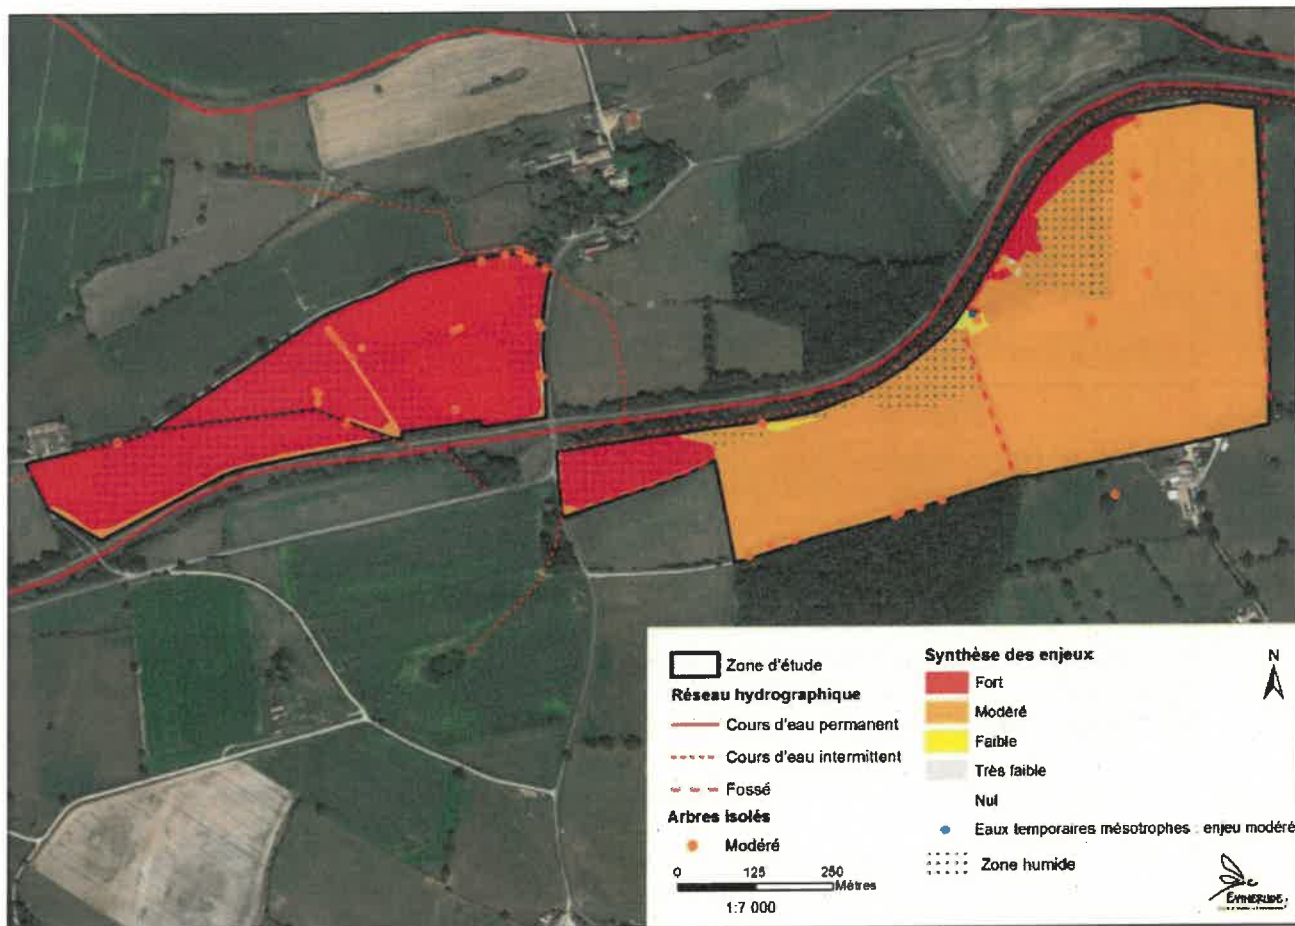 Zone d'étude
Réseau hydrographique
Cours d'eau permanent
Cours d'eau intermittent
Fossé
Arbres isolés
Modéré
0 125 250
Mètres
1:7 000
Synthèse des enjeux
Fort
Modéré
Faible
Très faible
Nul
Eaux temporaires mésotrophes : enjeu modéré
Zone humide
N
EVINERUDE